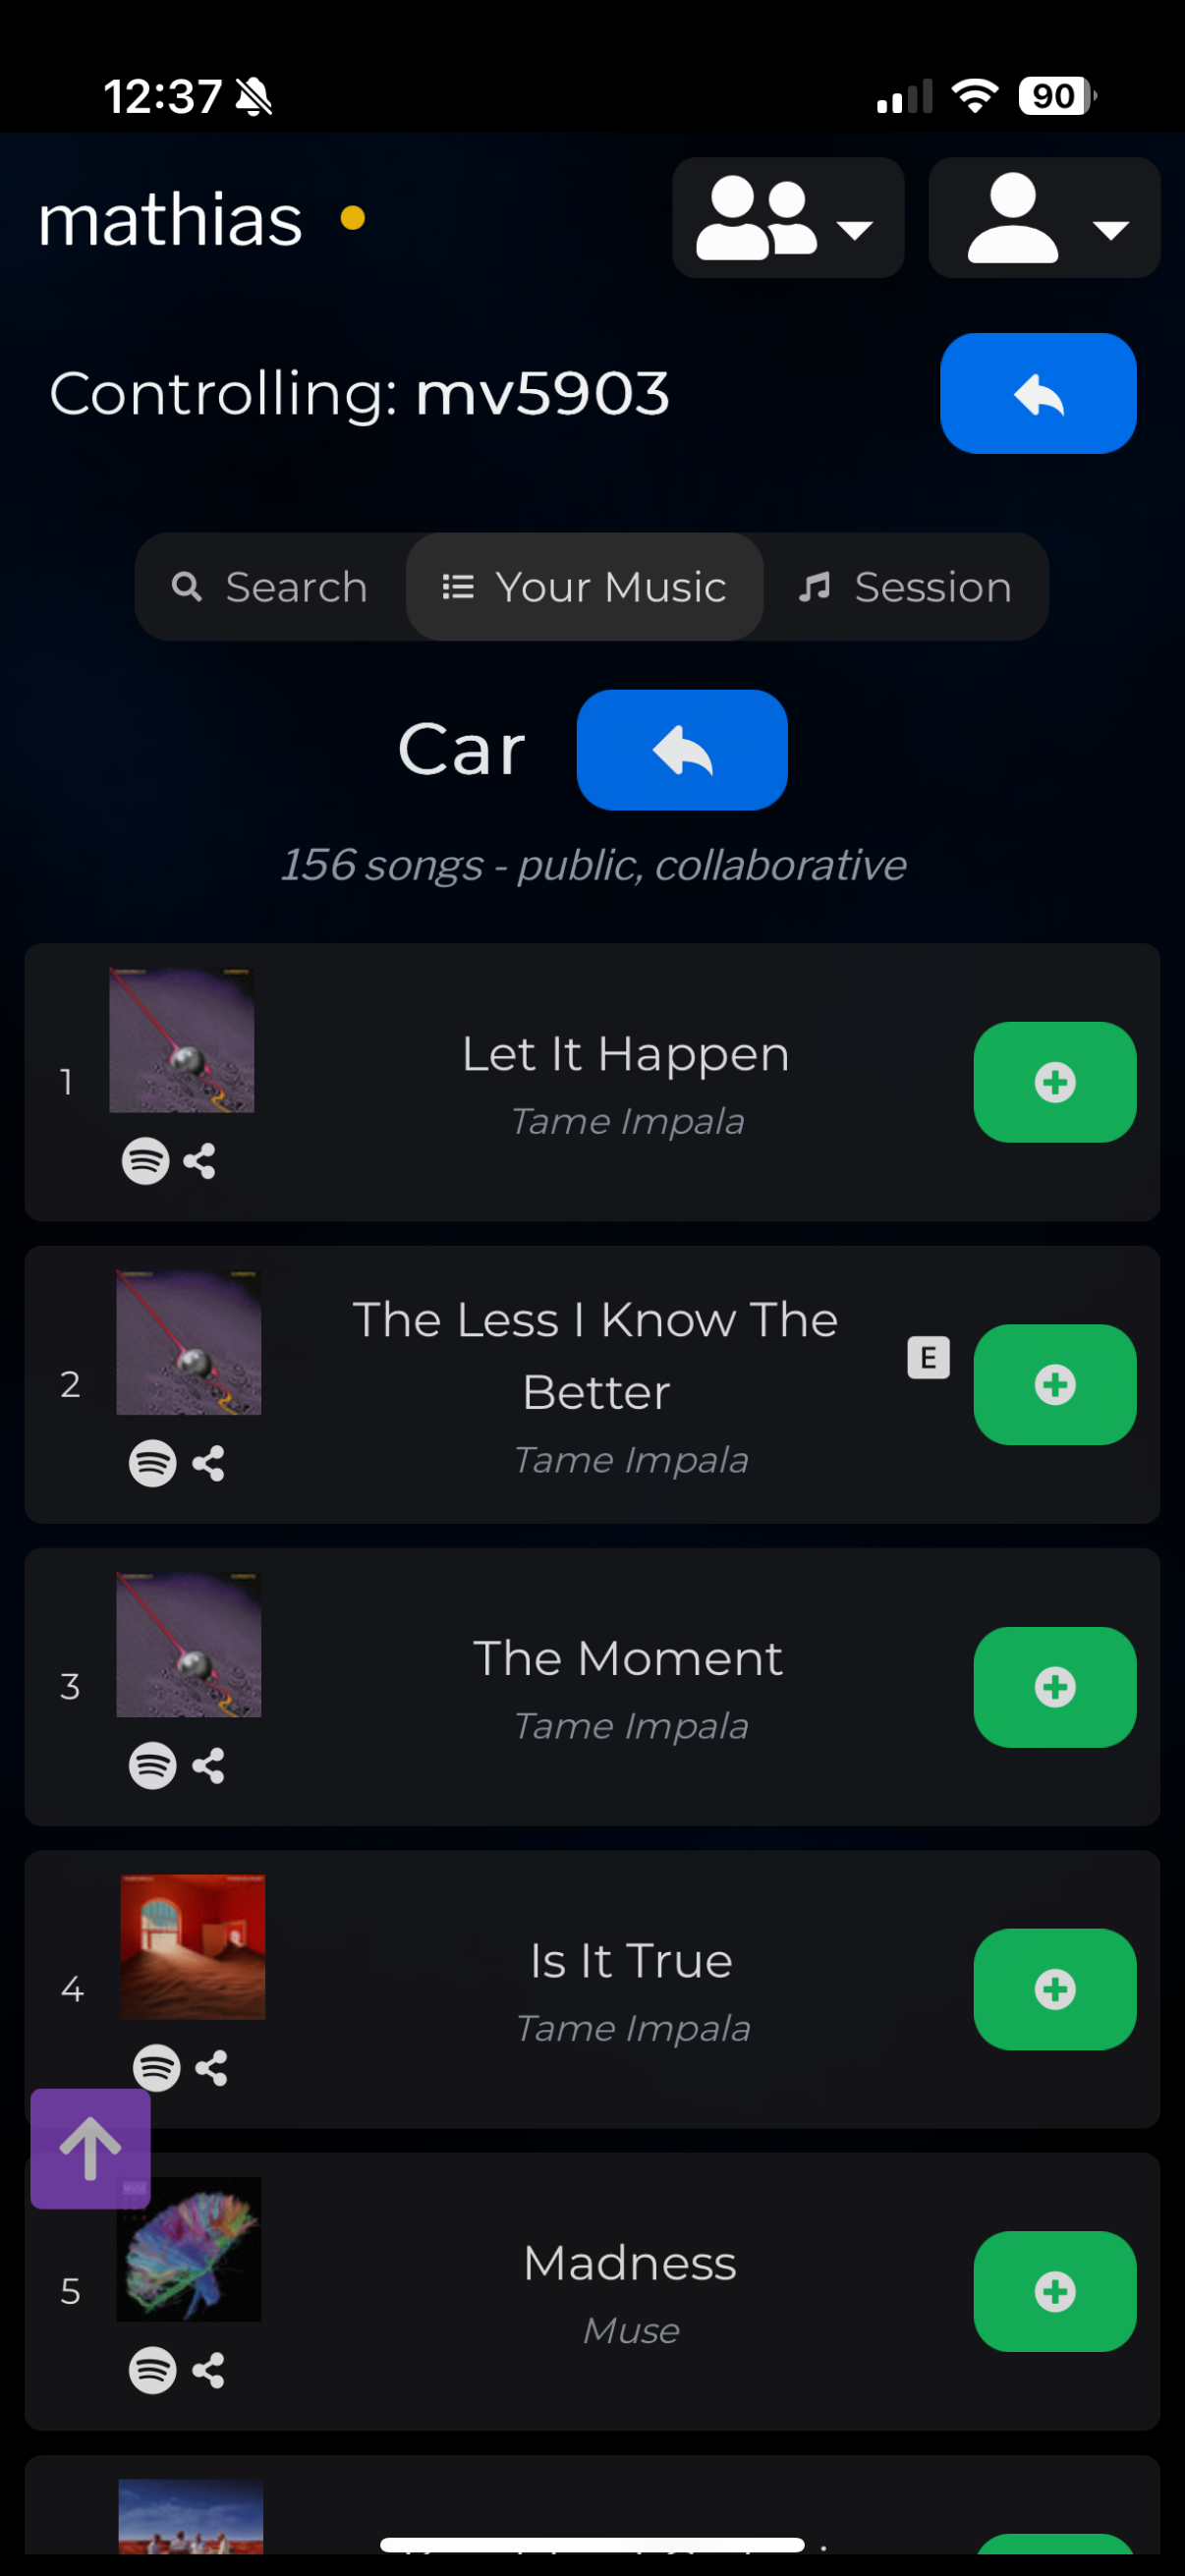 12:37
90
mathias
Controlling: mv5903
Search
Your Music
Session
Car
156 songs - public, collaborative
1
Let It Happen
Tame Impala
2
The Less I Know The
Better
E
Tame Impala
3
The Moment
Tame Impala
4
Is It True
Tame Impala
5
Madness
Muse